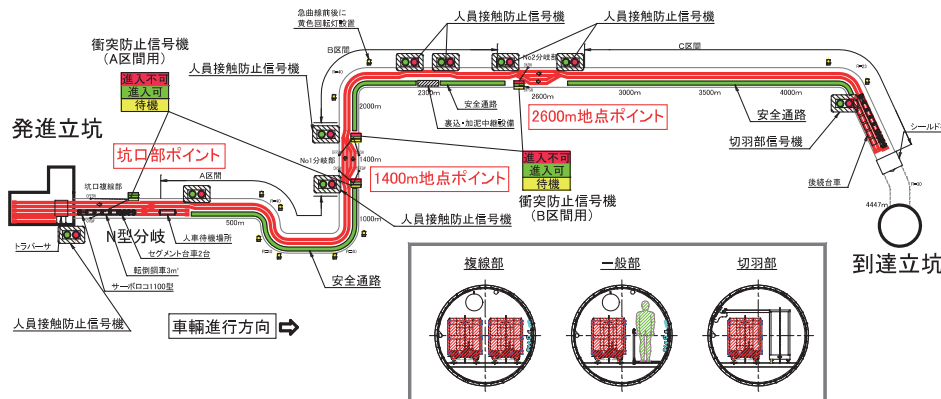 急曲線前後に
黄色回転灯設置
人員接触防止信号機
人員接触防止信号機
B区間
C区間
衝突防止信号機
(A区間用)
進入不可
進入可
待機
人員接触防止信号機
No2分岐部
2000m
2300m
安全通路
2600m
3500m
4000m
安全通路
裏込・加泥中継設備
2600m地点ポイント
切羽部信号機
シールド
後続台車
発進立坑
坑口部ポイント
No1分岐部
1400m
1400m地点ポイント
進入不可
進入可
待機
衝突防止信号機
(B区間用)
坑口複線部
A区間
1000m
人員接触防止信号機
500m
4447m
到達立坑
N型分岐
人車待機場所
トラバーサ
セグメント台車2台
転倒鋼車3m³
サーボロコ1100型
安全通路
人員接触防止信号機
車輌進行方向
複線部
一般部
切羽部